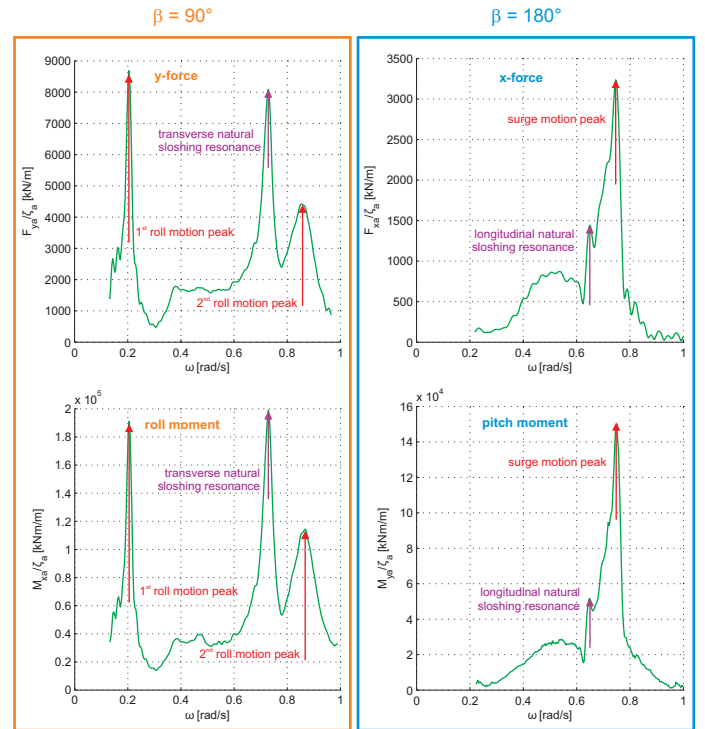 β = 90°
β = 180°
y-force
9000
8000
7000
6000
5000
4000
3000
2000
1000
0
F_ya/ζ_a [kN/m]
transverse natural
sloshing resonance
1st roll motion peak
2nd roll motion peak
0 0.2 0.4 0.6 0.8 1
ω [rad/s]
x-force
3500
3000
2500
2000
1500
1000
500
0
F_xa/ζ_a [kN/m]
surge motion peak
longitudinal natural
sloshing resonance
0 0.2 0.4 0.6 0.8 1
ω [rad/s]
x 10^5
roll moment
2
1.8
1.6
1.4
1.2
1
0.8
0.6
0.4
0.2
0
M_xa/ζ_a [kNm/m]
transverse natural
sloshing resonance
1st roll motion peak
2nd roll motion peak
0 0.2 0.4 0.6 0.8 1
ω [rad/s]
x 10^4
pitch moment
16
14
12
10
8
6
4
2
0
M_ya/ζ_a [kNm/m]
surge motion peak
longitudinal natural
sloshing resonance
0 0.2 0.4 0.6 0.8 1
ω [rad/s]